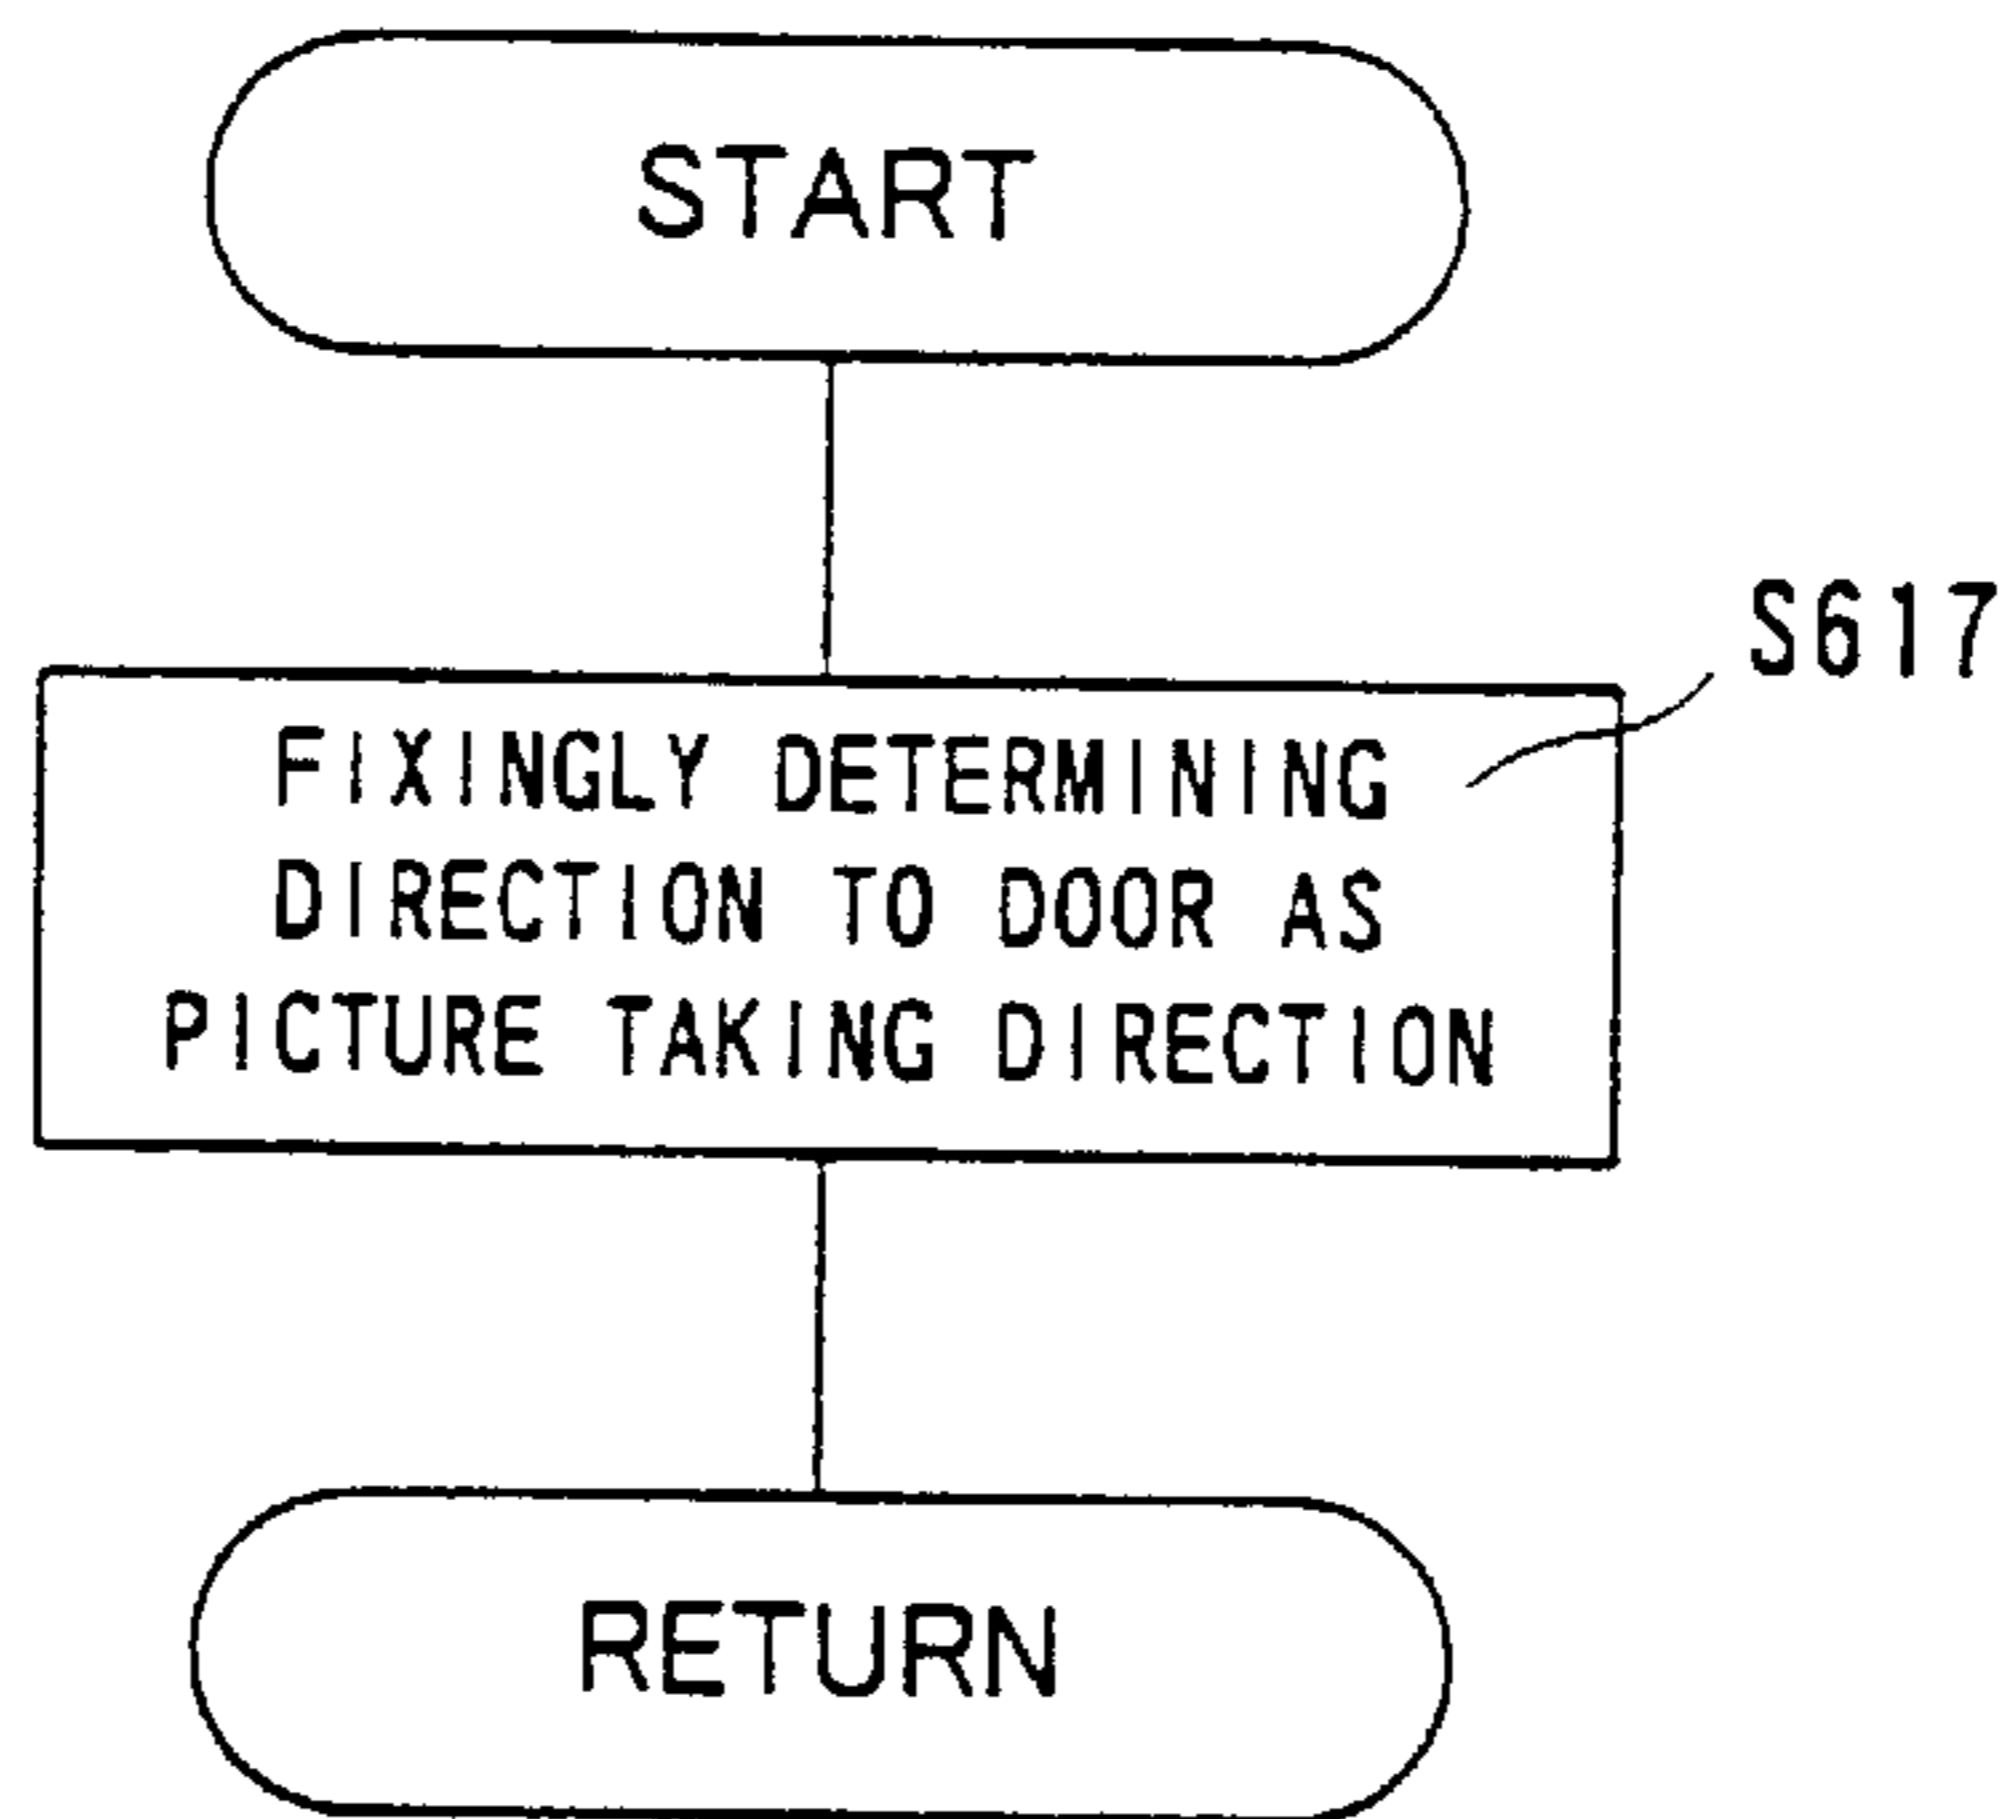 START
S617
FIXINGLY DETERMINING
DIRECTION TO DOOR AS
PICTURE TAKING DIRECTION
RETURN